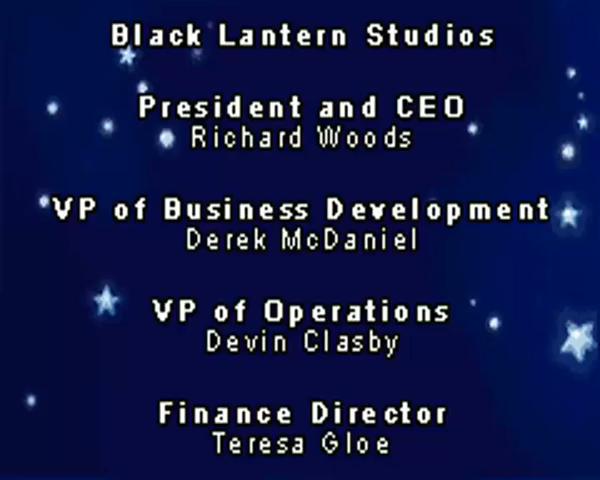 Black Lantern Studios
President and CEO
Richard Woods
VP of Business Development
Derek McDaniel
VP of Operations
Devin Clasby
Finance Director
Teresa Gloe